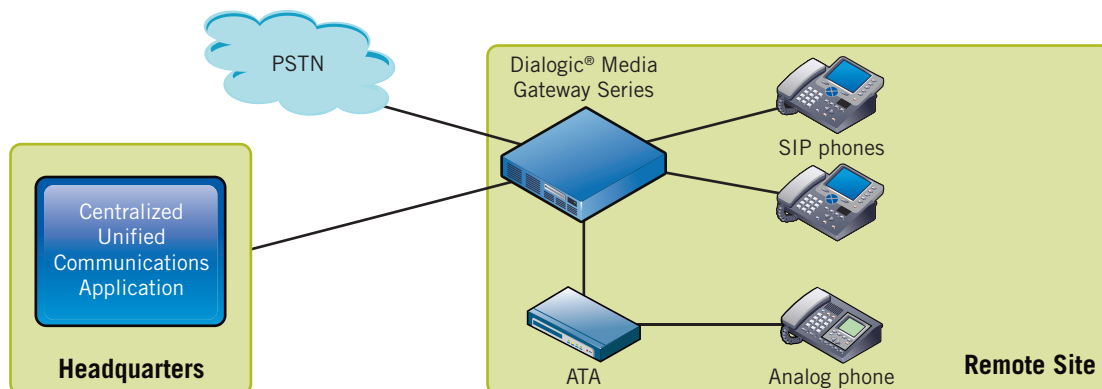 PSTN
Dialogic® Media
Gateway Series
SIP phones
Centralized
Unified
Communications
Application
Headquarters
ATA
Analog phone
Remote Site